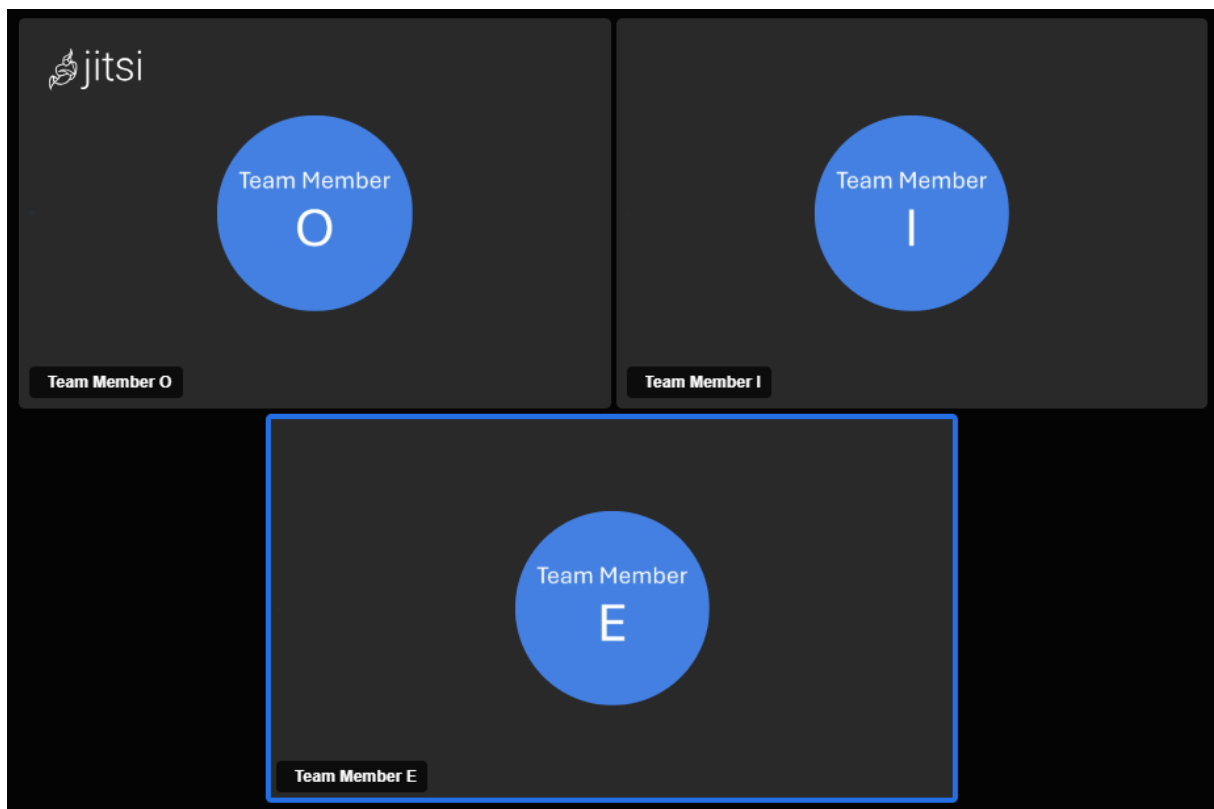 jitsi
Team Member
O
Team Member O
Team Member
I
Team Member I
Team Member
E
Team Member E